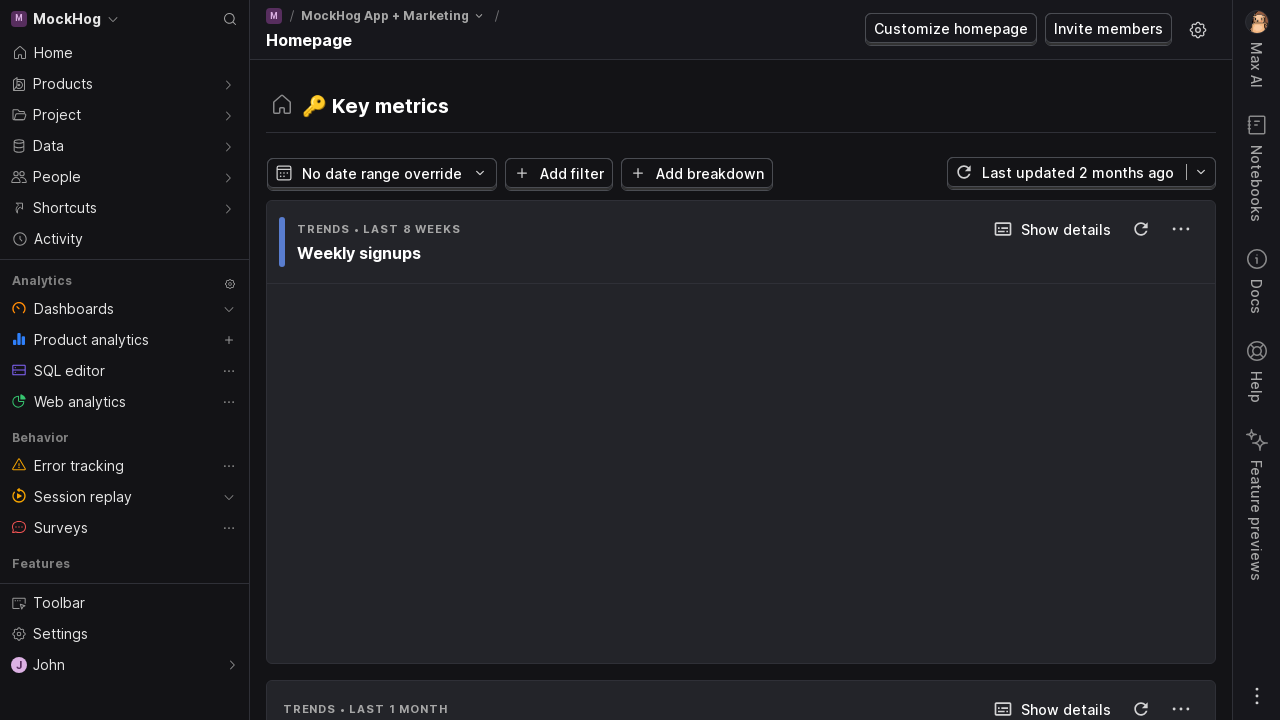 M MockHog
Home
Products
Project
Data
People
Shortcuts
Activity
Analytics
Dashboards
Product analytics
SQL editor
Web analytics
Behavior
Error tracking
Session replay
Surveys
Features
Toolbar
Settings
J John
M / MockHog App + Marketing /
Homepage
Customize homepage
Invite members
🔑 Key metrics
No date range override
Add filter
Add breakdown
Last updated 2 months ago
TRENDS • LAST 8 WEEKS
Show details
Weekly signups
TRENDS • LAST 1 MONTH
Show details
Max AI
Notebooks
Docs
Help
Feature previews